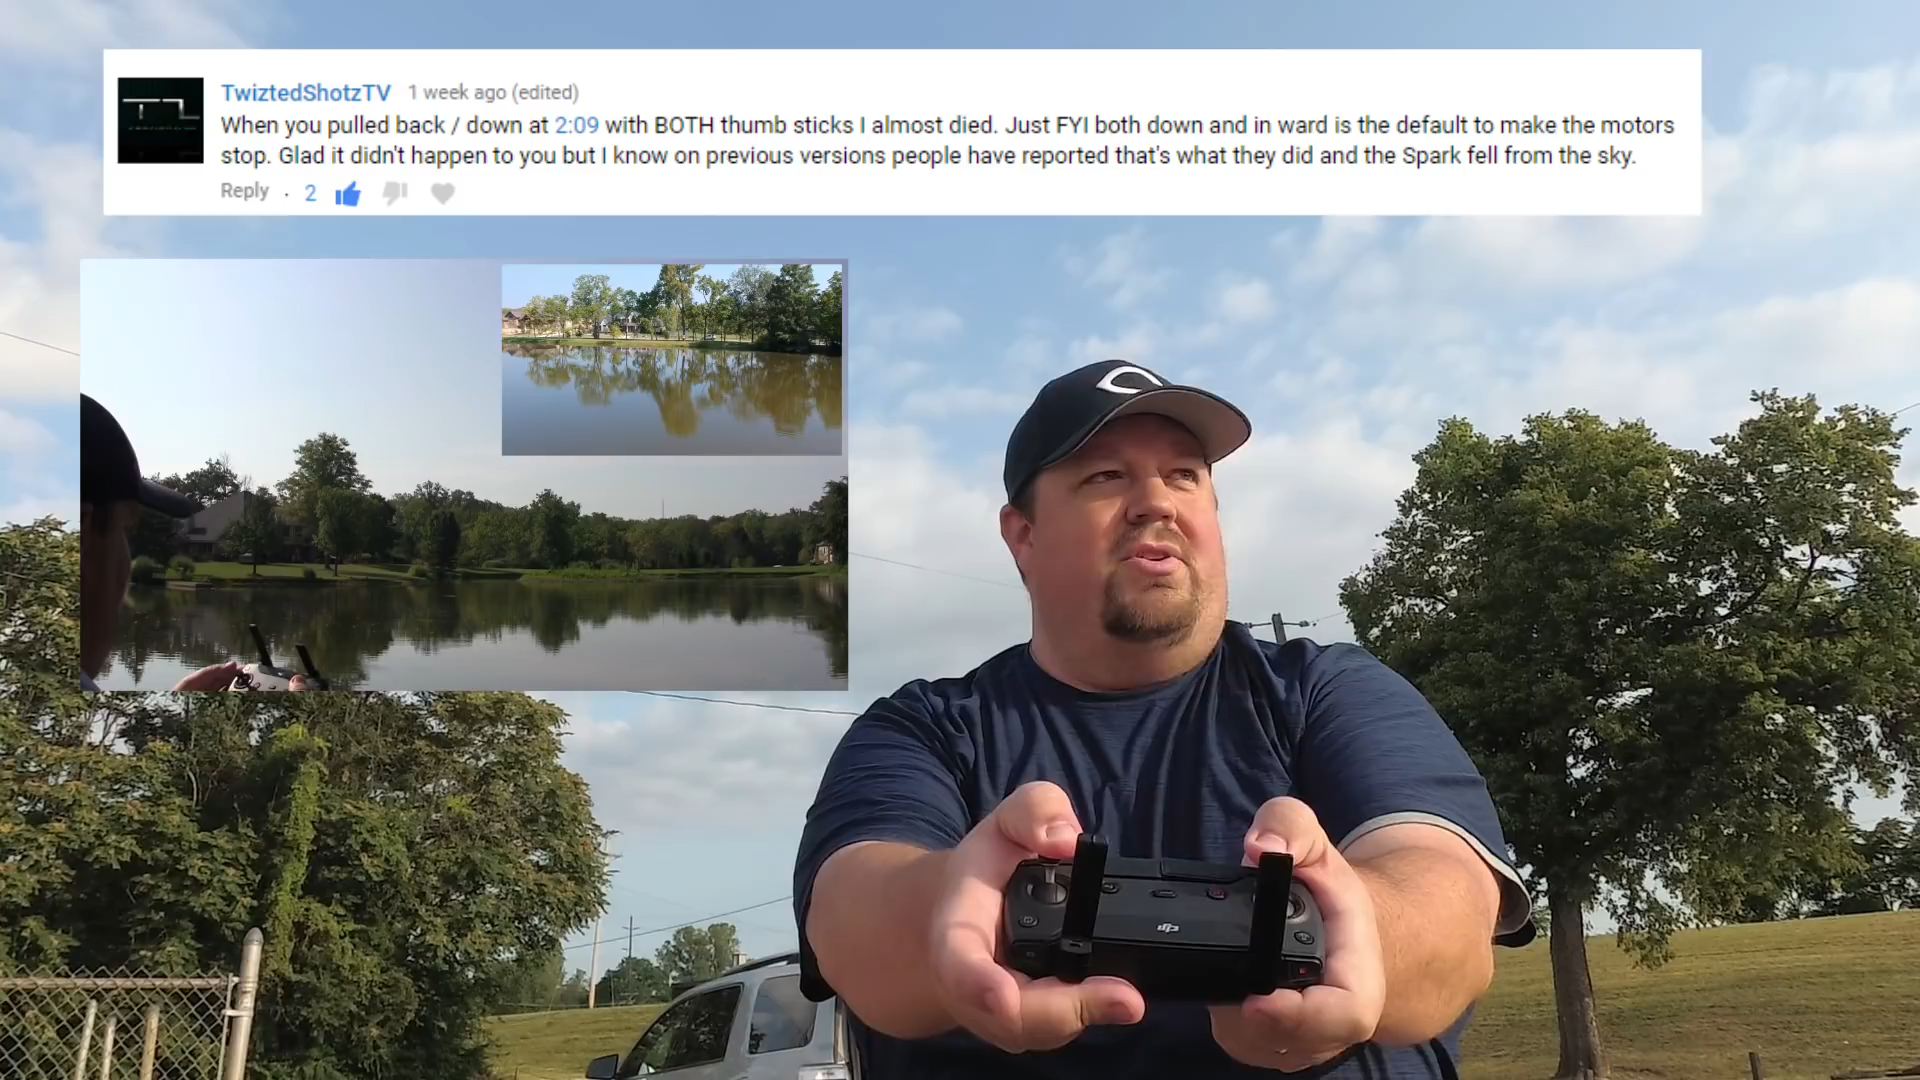 TwiztedShotzTV 1 week ago (edited)
When you pulled back / down at 2:09 with BOTH thumb sticks I almost died. Just FYI both down and in ward is the default to make the motors
stop. Glad it didn't happen to you but I know on previous versions people have reported that's what they did and the Spark fell from the sky.
Reply · 2
dji